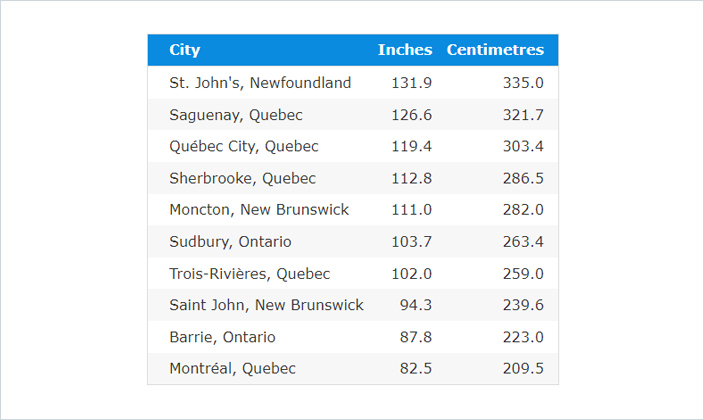 City Inches Centimetres
St. John's, Newfoundland 131.9 335.0
Saguenay, Quebec 126.6 321.7
Québec City, Quebec 119.4 303.4
Sherbrooke, Quebec 112.8 286.5
Moncton, New Brunswick 111.0 282.0
Sudbury, Ontario 103.7 263.4
Trois-Rivières, Quebec 102.0 259.0
Saint John, New Brunswick 94.3 239.6
Barrie, Ontario 87.8 223.0
Montréal, Quebec 82.5 209.5